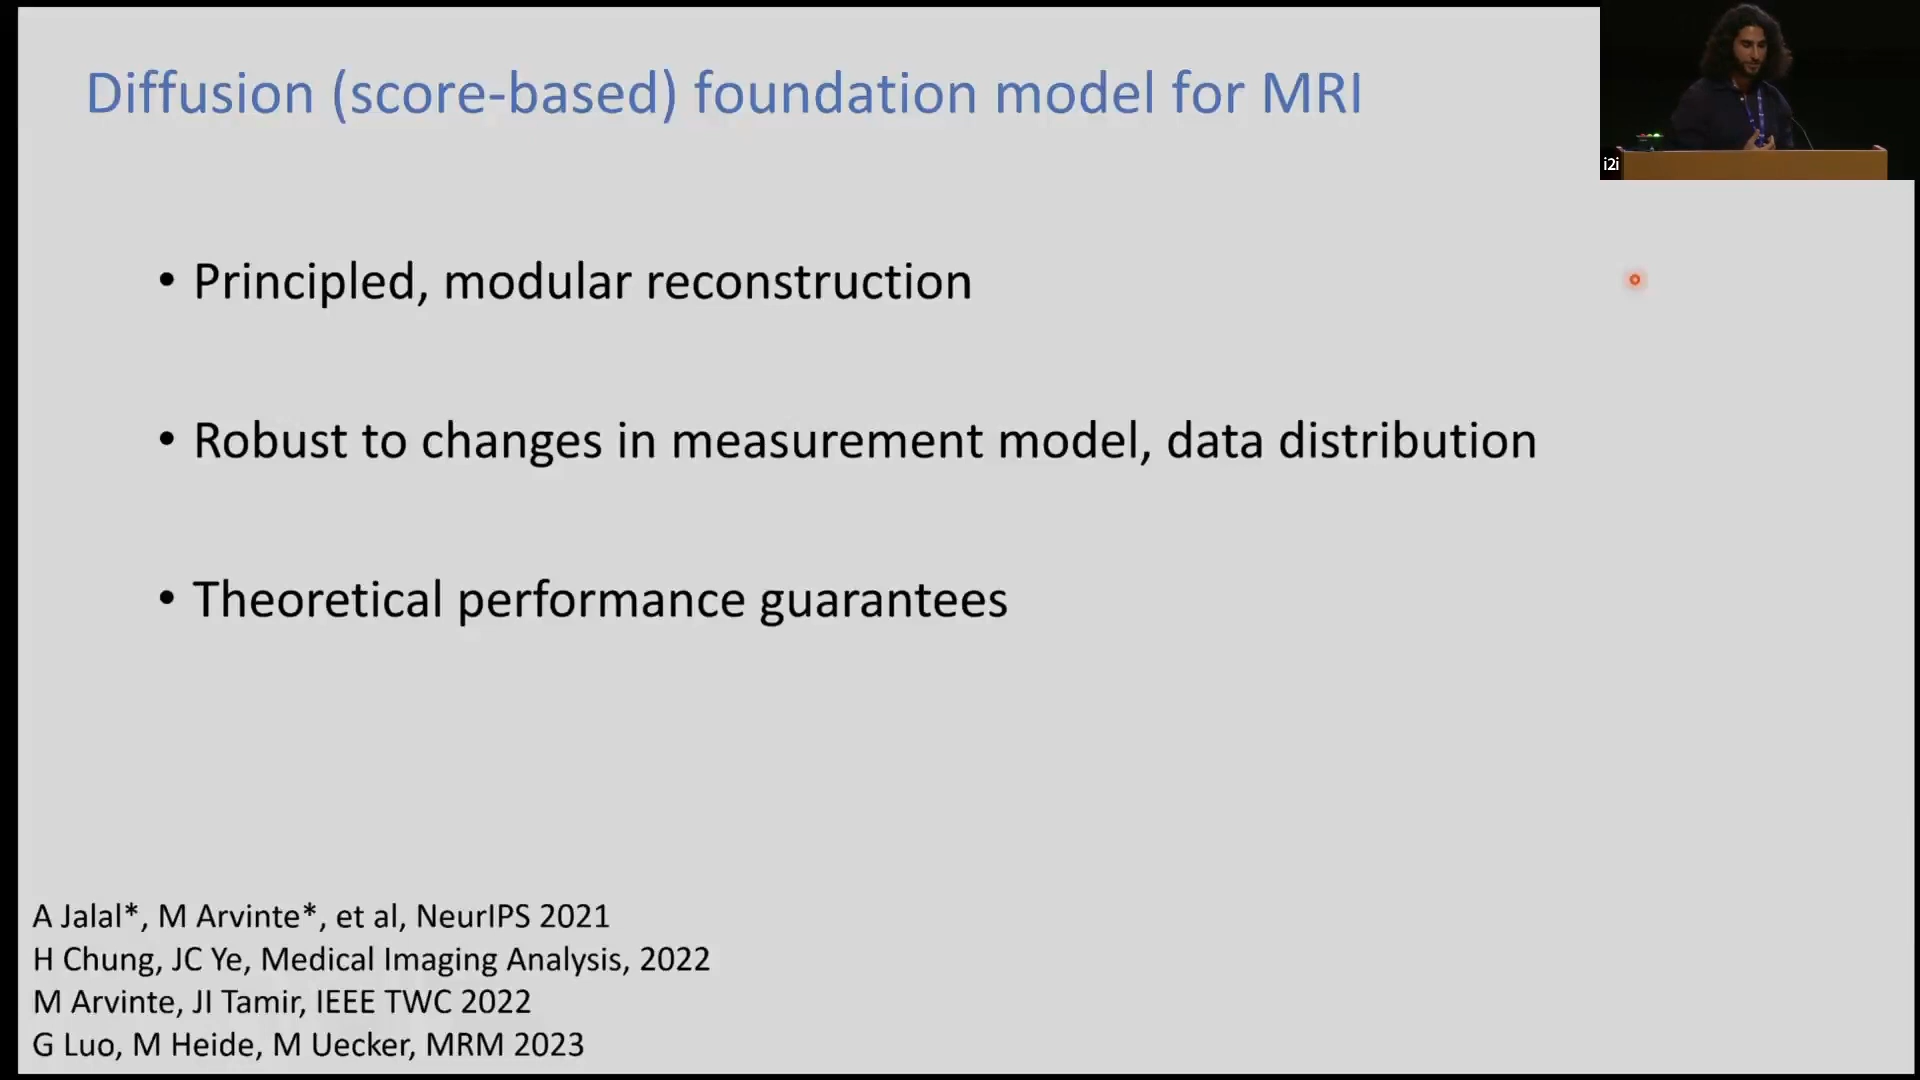 Diffusion (score-based) foundation model for MRI
i2i
• Principled, modular reconstruction
• Robust to changes in measurement model, data distribution
• Theoretical performance guarantees
A Jalal*, M Arvinte*, et al, NeurIPS 2021
H Chung, JC Ye, Medical Imaging Analysis, 2022
M Arvinte, JI Tamir, IEEE TWC 2022
G Luo, M Heide, M Uecker, MRM 2023